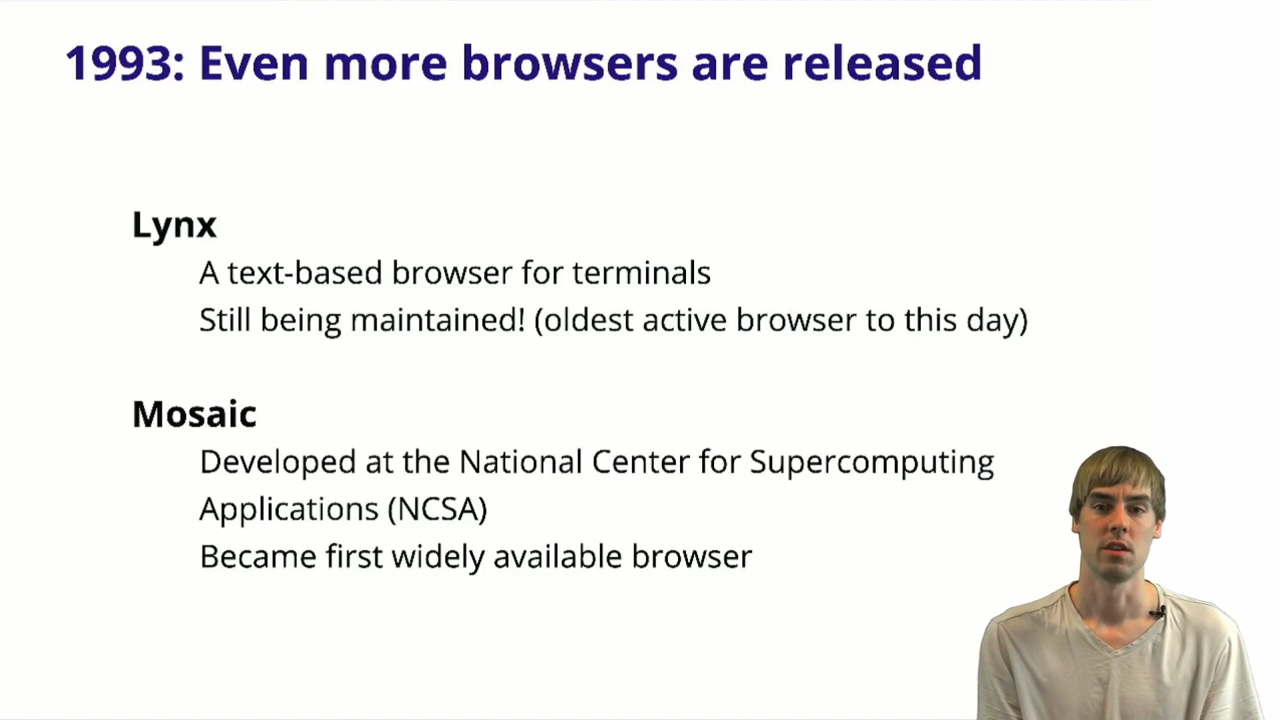 1993: Even more browsers are released
Lynx
A text-based browser for terminals
Still being maintained! (oldest active browser to this day)
Mosaic
Developed at the National Center for Supercomputing
Applications (NCSA)
Became first widely available browser